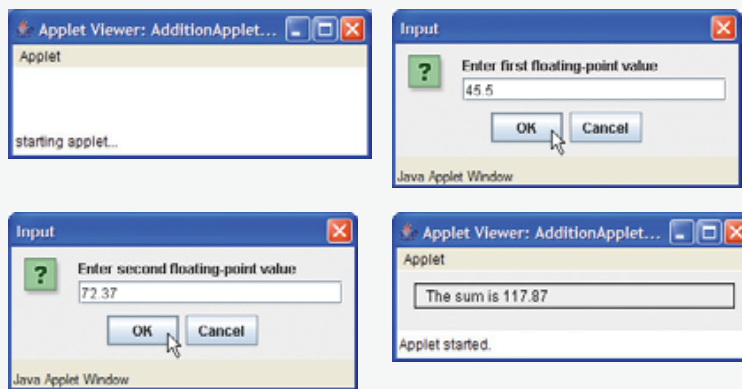 Applet Viewer: AdditionApplet...
Applet
starting applet...
Input
?
Enter first floating-point value
45.5
OK
Cancel
Java Applet Window
Input
?
Enter second floating-point value
72.37
OK
Cancel
Java Applet Window
Applet Viewer: AdditionApplet...
Applet
The sum is 117.87
Applet started.